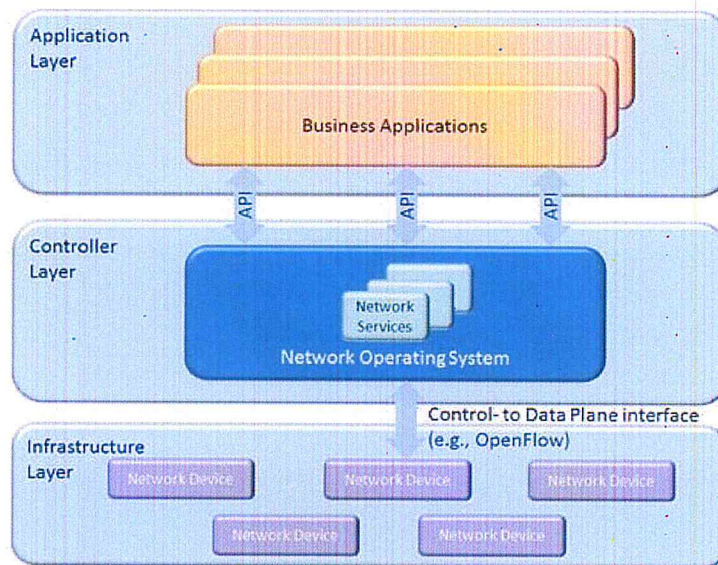 Application
Layer
Business Applications
API
API
API
Controller
Layer
Network
Services
Network Operating System
Control- to Data Plane interface
(e.g., OpenFlow)
Infrastructure
Layer
Network Device
Network Device
Network Device
Network Device
Network Device